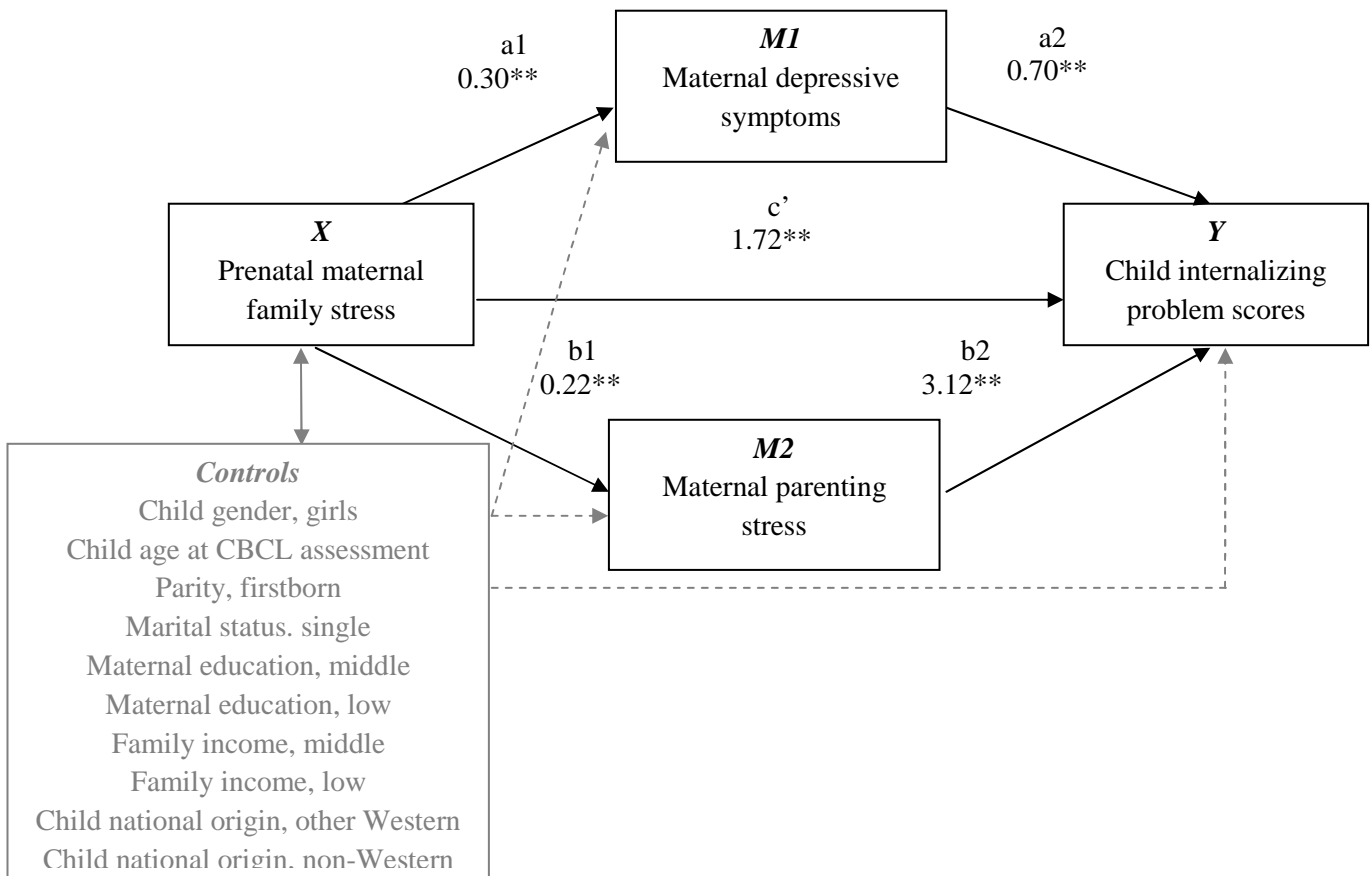 a1
0.30**
M1
Maternal depressive
symptoms
a2
0.70**
X
Prenatal maternal
family stress
c’
1.72**
Y
Child internalizing
problem scores
b1
0.22**
b2
3.12**
M2
Maternal parenting
stress
Controls
Child gender, girls
Child age at CBCL assessment
Parity, firstborn
Marital status. single
Maternal education, middle
Maternal education, low
Family income, middle
Family income, low
Child national origin, other Western
Child national origin, non-Western